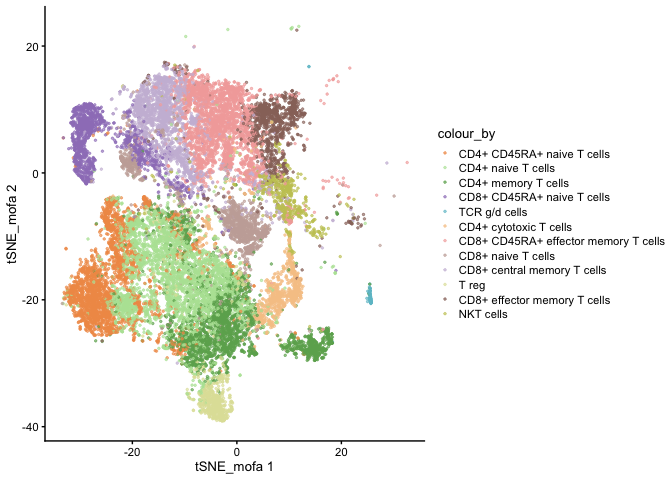 20
0
-20
-40
tSNE_mofa 2
-20
0
20
tSNE_mofa 1
colour_by
CD4+ CD45RA+ naive T cells
CD4+ naive T cells
CD4+ memory T cells
CD8+ CD45RA+ naive T cells
TCR g/d cells
CD4+ cytotoxic T cells
CD8+ CD45RA+ effector memory T cells
CD8+ naive T cells
CD8+ central memory T cells
T reg
CD8+ effector memory T cells
NKT cells